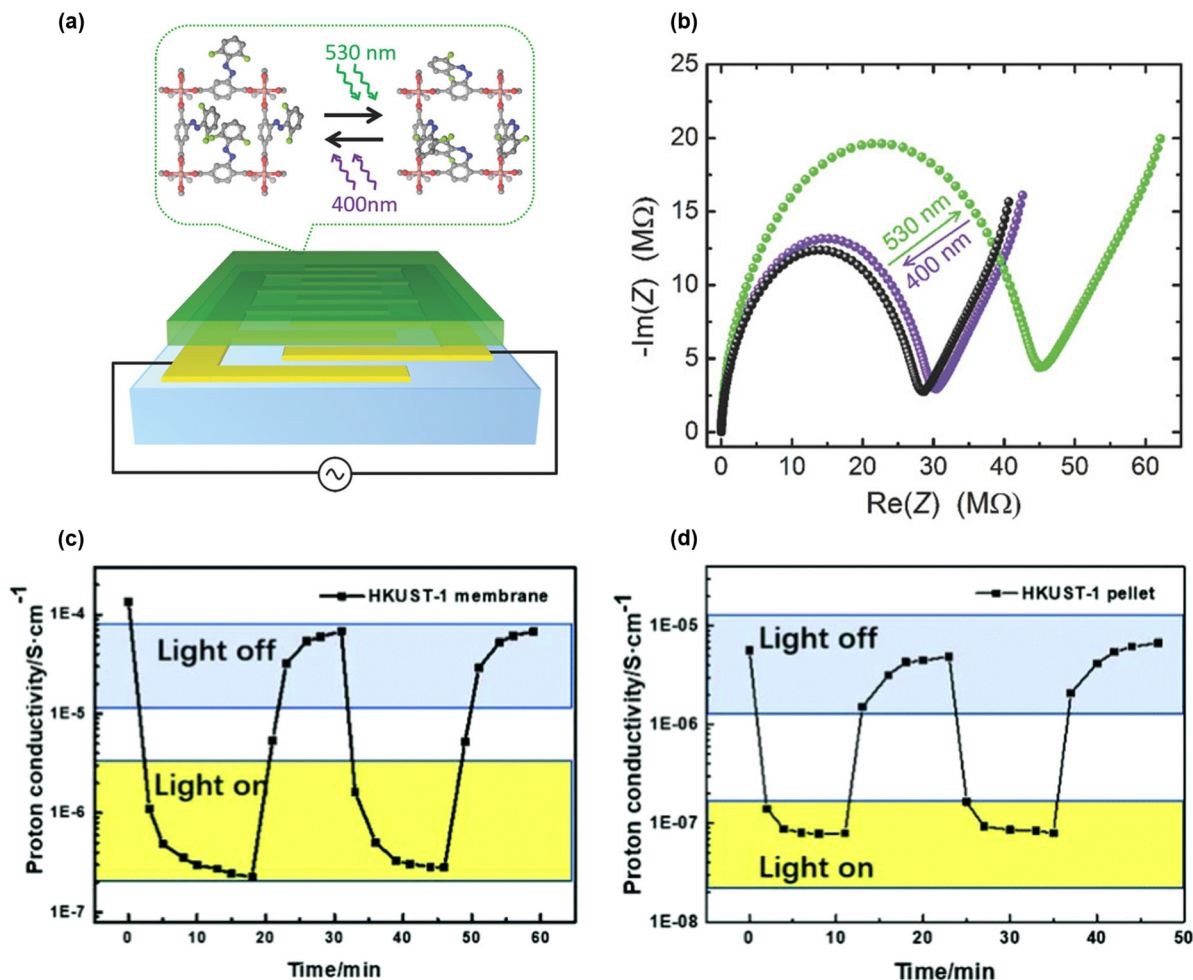 (a)
530 nm
400nm
(b)
25
20
15
10
5
0
-Im(Z) (MΩ)
530 nm
400 nm
0 10 20 30 40 50 60
Re(Z) (MΩ)
(c)
Proton conductivity/S·cm⁻¹
HKUST-1 membrane
1E-4
Light off
1E-5
Light on
1E-6
1E-7
0 10 20 30 40 50 60
Time/min
(d)
Proton conductivity/S·cm⁻¹
HKUST-1 pellet
1E-05
Light off
1E-06
1E-07
Light on
1E-08
0 10 20 30 40 50
Time/min